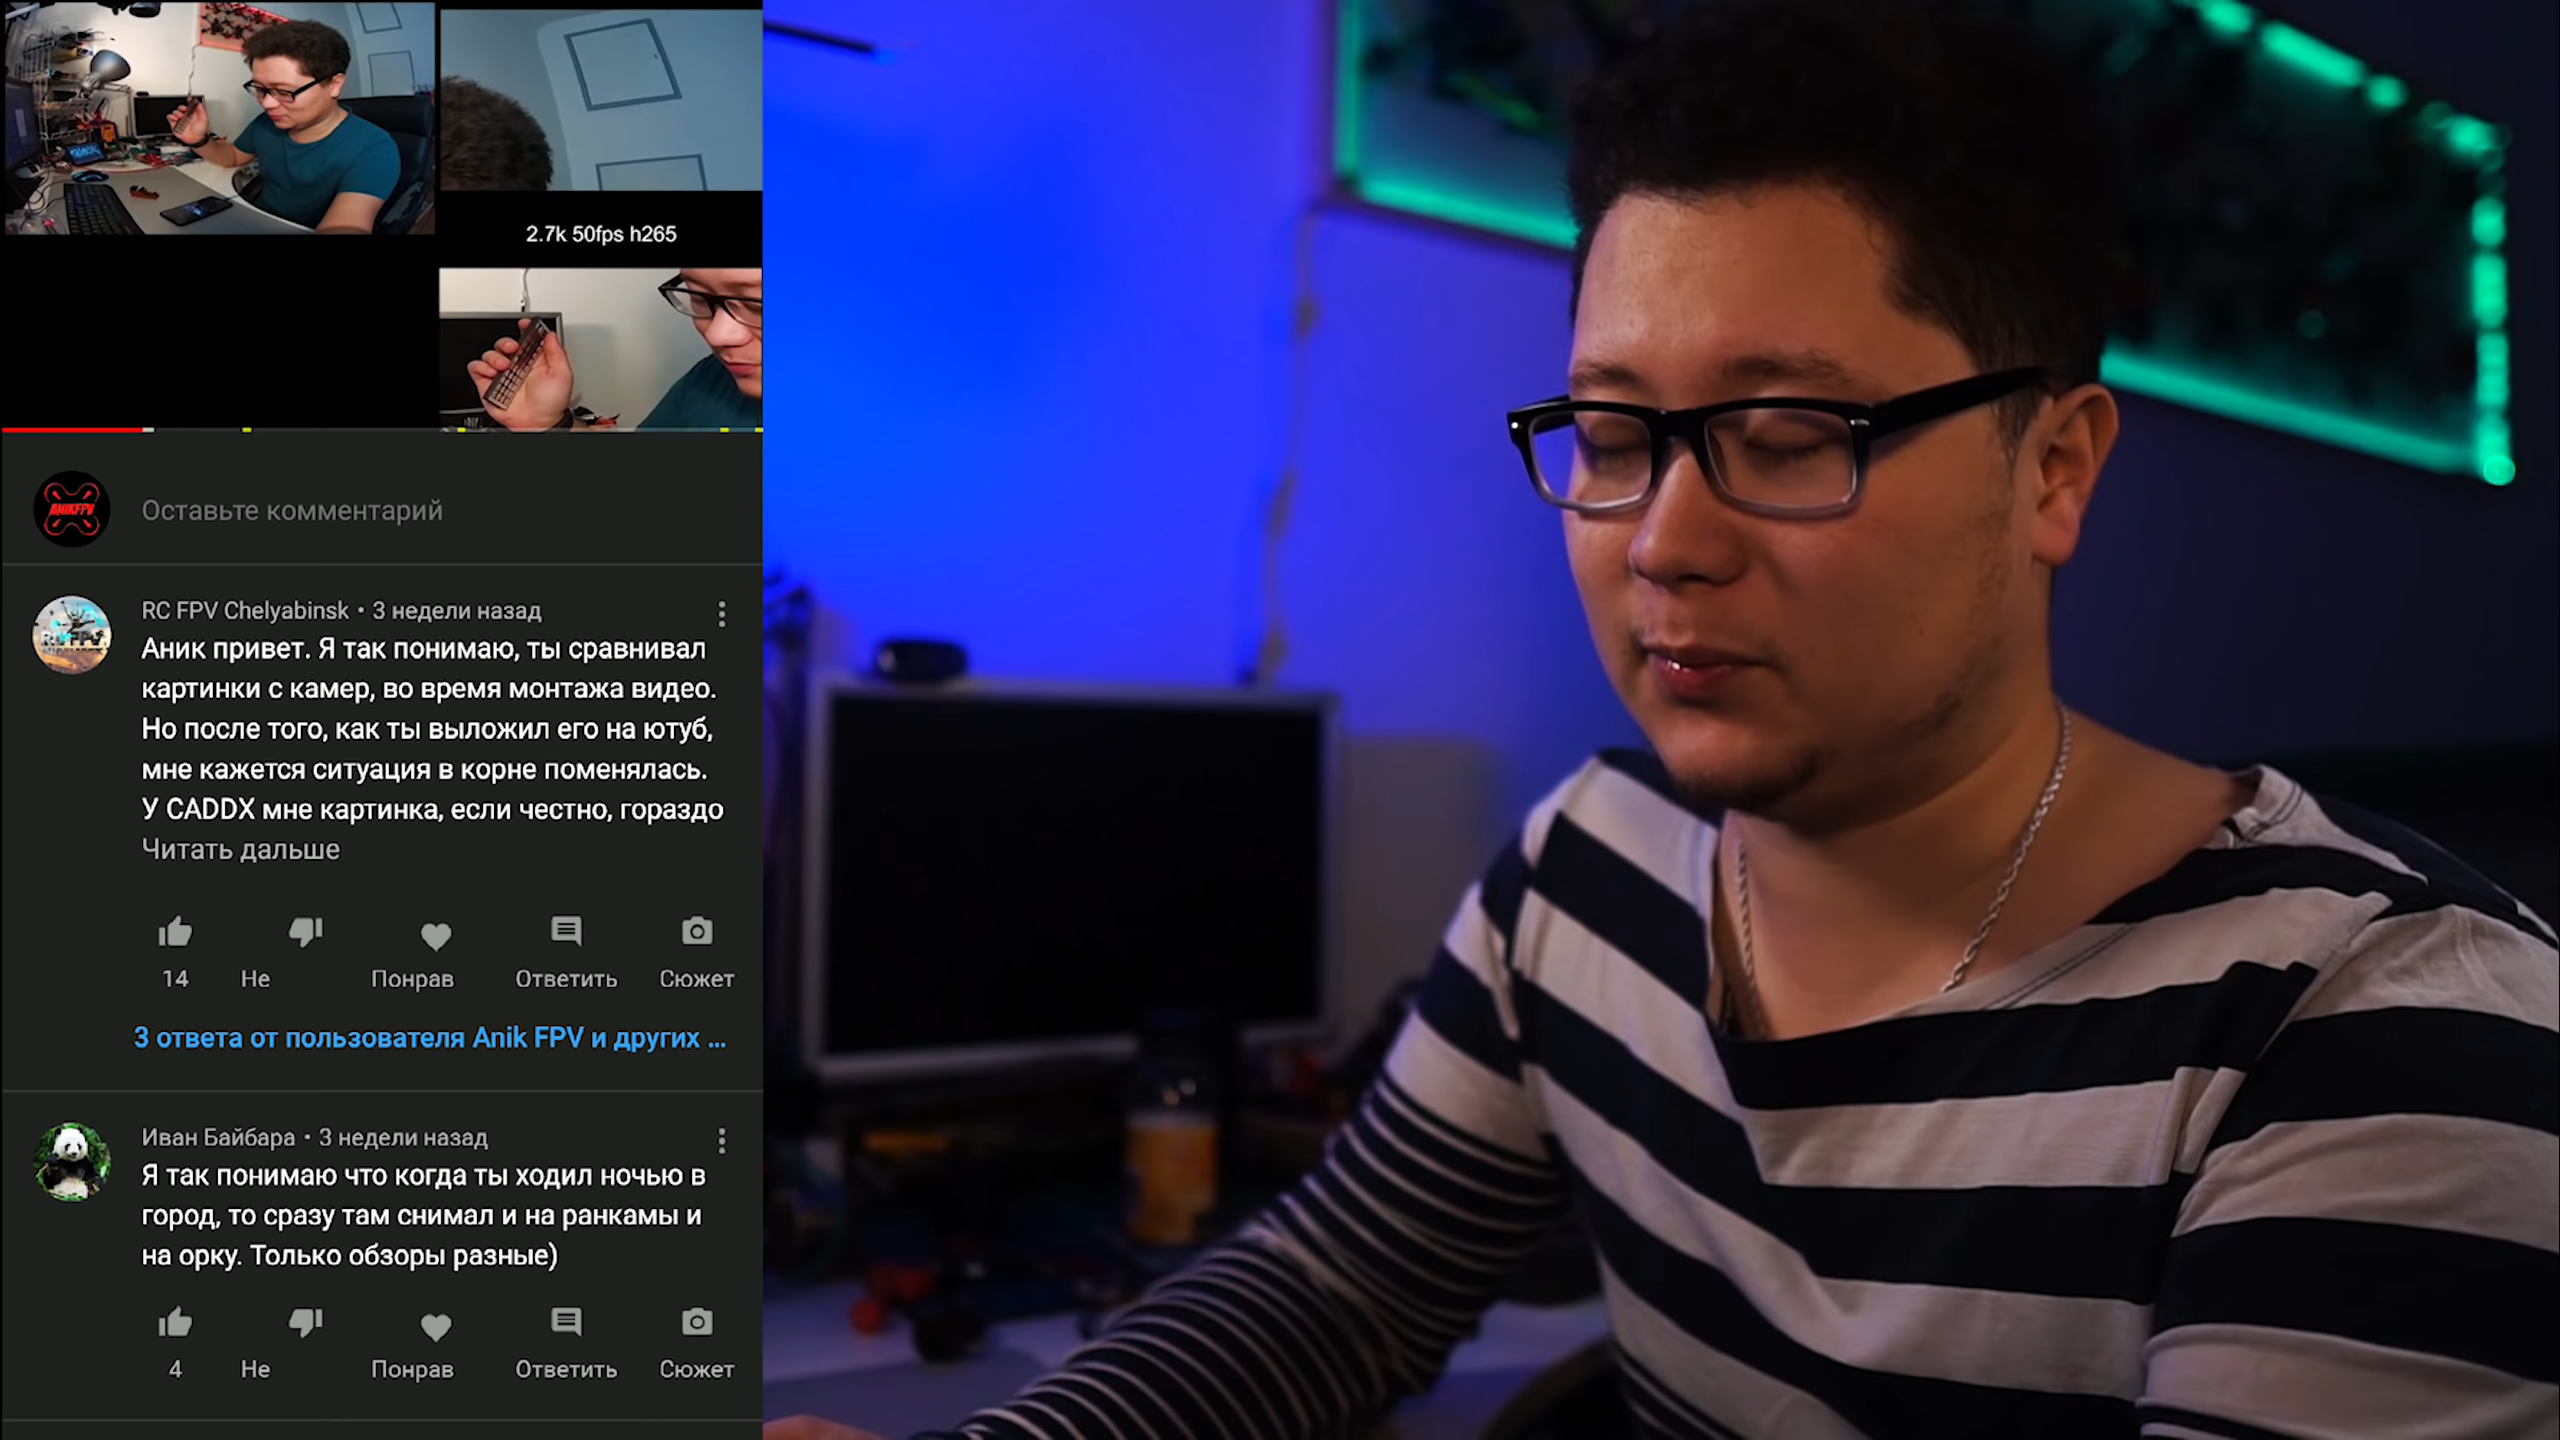 2.7k 50fps h265
ANIKFPV
Оставьте комментарий
RC FPV Chelyabinsk • 3 недели назад
Аник привет. Я так понимаю, ты сравнивал
картинки с камер, во время монтажа видео.
Но после того, как ты выложил его на ютуб,
мне кажется ситуация в корне поменялась.
У CADDX мне картинка, если честно, гораздо
Читать дальше
14 Не Понрав Ответить Сюжет
3 ответа от пользователя Anik FPV и других ...
Иван Байбара • 3 недели назад
Я так понимаю что когда ты ходил ночью в
город, то сразу там снимал и на ранкамы и
на орку. Только обзоры разные)
4 Не Понрав Ответить Сюжет